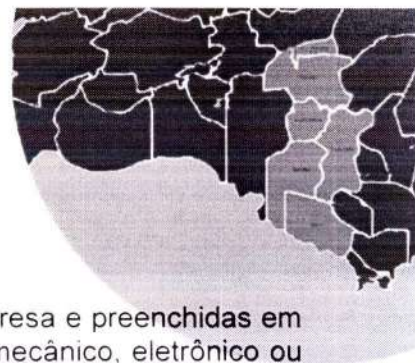 resa e preenchidas em
mecânico, eletrônico ou